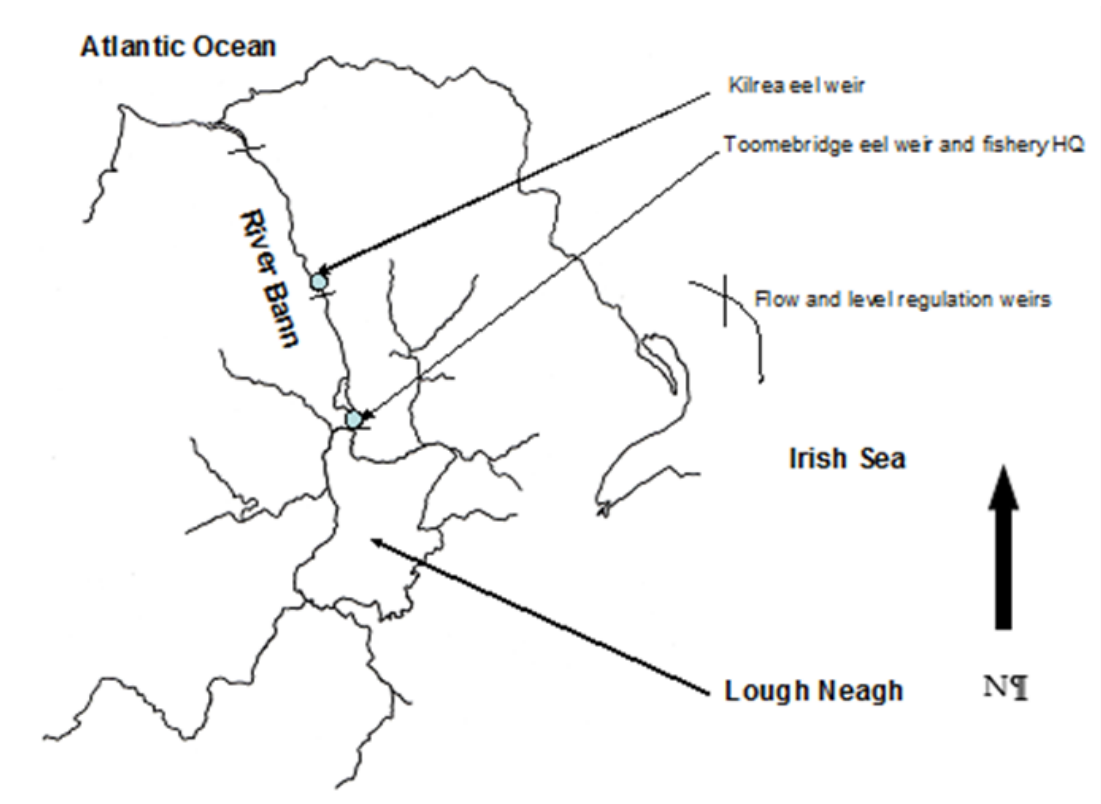 Atlantic Ocean
Kilrea eel weir
Toomebridge eel weir and fishery HQ
River Bann
Flow and level regulation weirs
Irish Sea
Lough Neagh
N¶